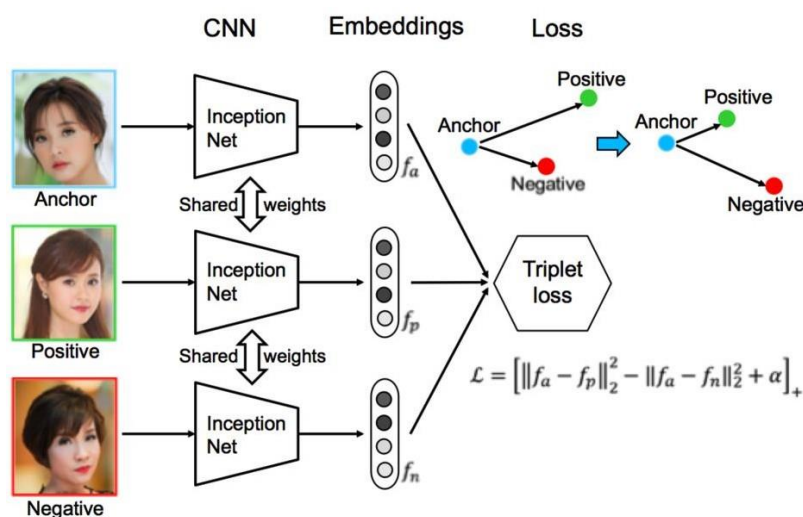 CNN
Embeddings
Loss
Anchor
Inception
Net
f_a
Shared weights
Positive
Inception
Net
f_p
Shared weights
Negative
Inception
Net
f_n
Anchor
Positive
Negative
Anchor
Positive
Negative
Triplet
loss
ℒ = [‖f_a − f_p‖₂² − ‖f_a − f_n‖₂² + α]₊